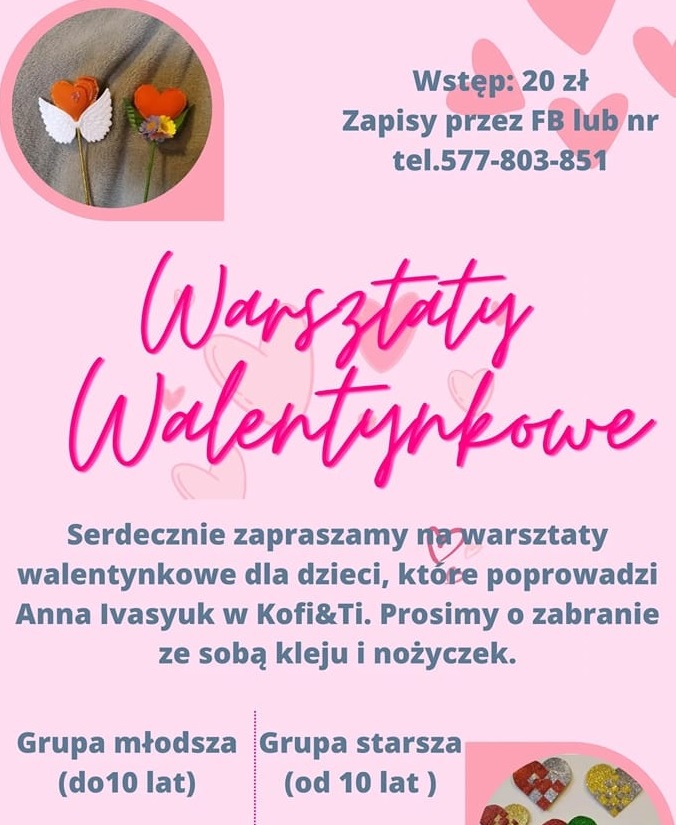 Wstęp: 20 zł
Zapisy przez FB lub nr
tel.577-803-851
Warsztaty
Walentynkowe
Serdecznie zapraszamy na warsztaty
walentynkowe dla dzieci, które poprowadzi
Anna Ivasyuk w Kofi&Ti. Prosimy o zabranie
ze sobą kleju i nożyczek.
Grupa młodsza
(do10 lat)
Grupa starsza
(od 10 lat )